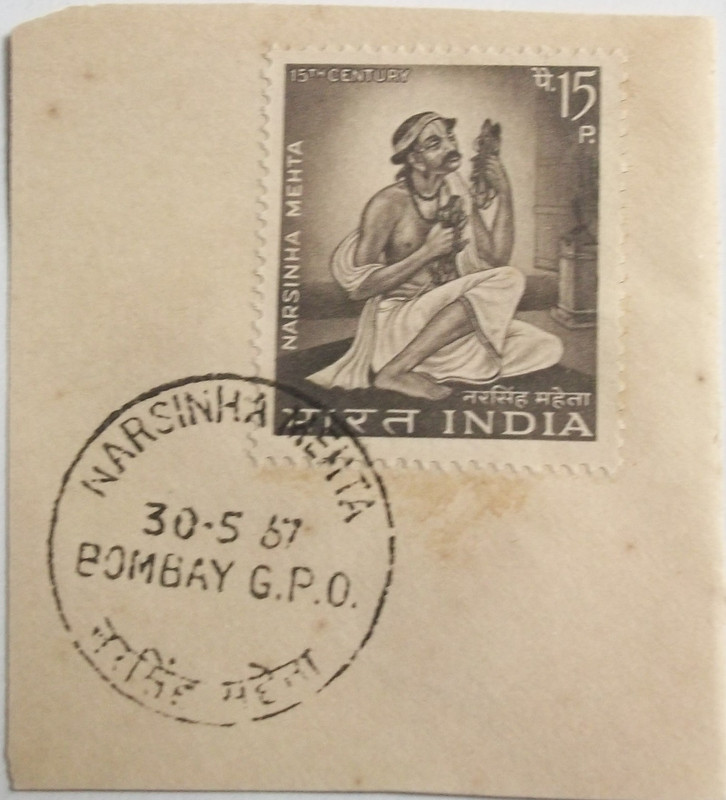 15TH CENTURY
पै. 15
P.
NARSINHA MEHTA
नरसिंह महेता
भारत INDIA
NARSINHA MEHTA
30-5 67
BOMBAY G.P.O.
नरसिंह महेता